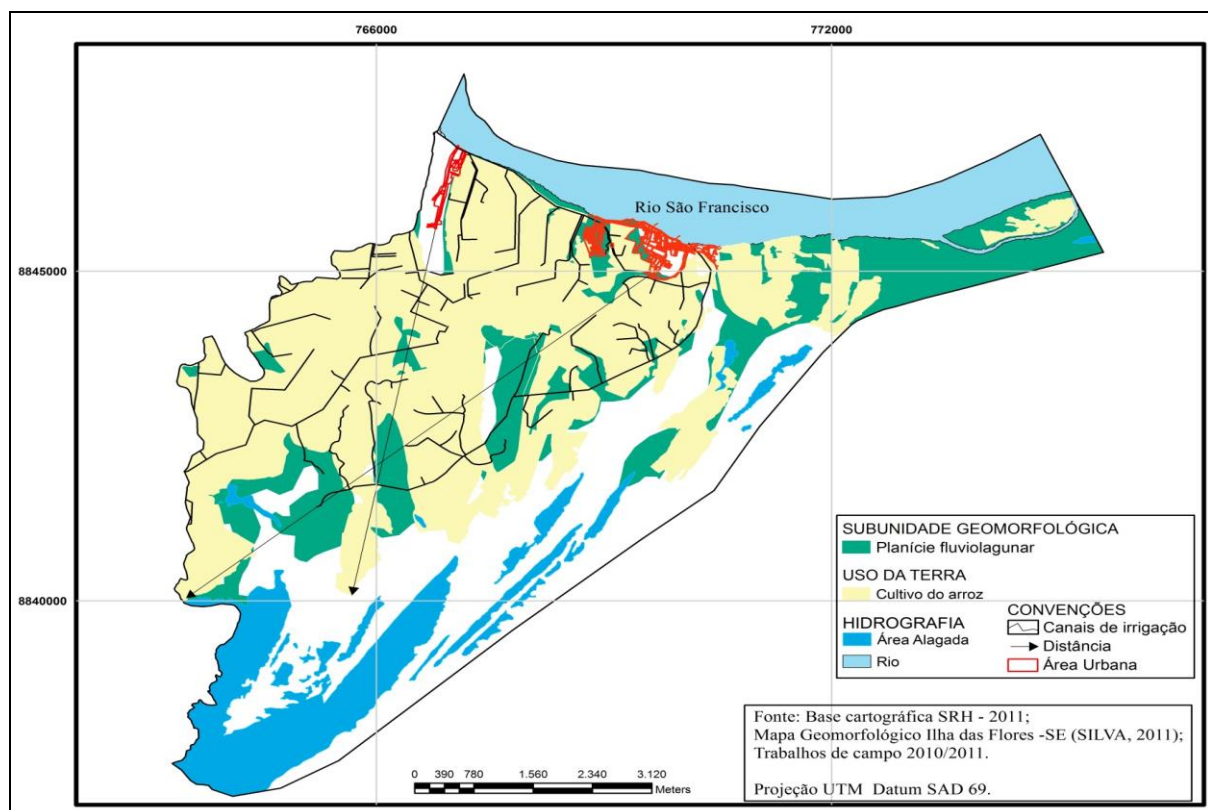 766000
772000
Rio São Francisco
8845000
8840000
SUBUNIDADE GEOMORFOLÓGICA
Planície fluviolagunar
USO DA TERRA
Cultivo do arroz
HIDROGRAFIA
Área Alagada
Rio
CONVENÇÕES
Canais de irrigação
Distância
Área Urbana
Fonte: Base cartográfica SRH - 2011;
Mapa Geomorfológico Ilha das Flores -SE (SILVA, 2011);
Trabalhos de campo 2010/2011.
Projeção UTM Datum SAD 69.
0 390 780 1.560 2.340 3.120
Meters